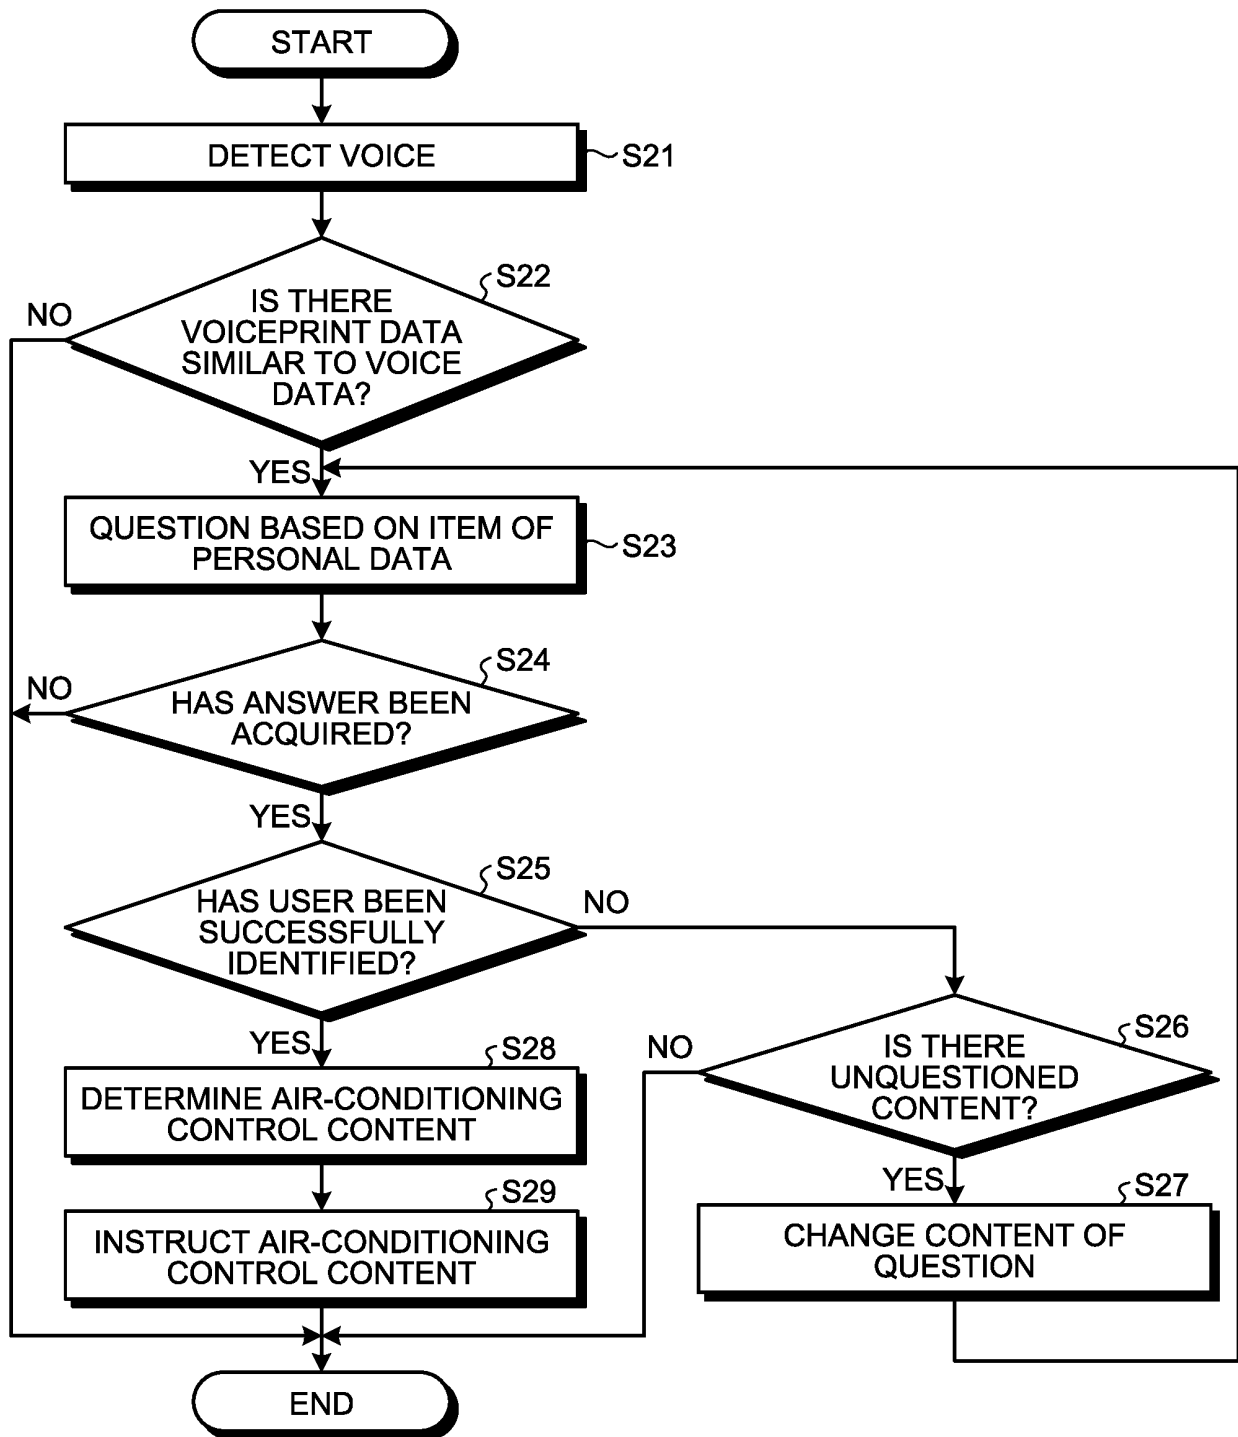 START
DETECT VOICE
S21
S22
IS THERE
VOICEPRINT DATA
SIMILAR TO VOICE
DATA?
NO
YES
QUESTION BASED ON ITEM OF
PERSONAL DATA
S23
S24
HAS ANSWER BEEN
ACQUIRED?
NO
YES
S25
HAS USER BEEN
SUCCESSFULLY
IDENTIFIED?
NO
YES
S26
IS THERE
UNQUESTIONED
CONTENT?
NO
YES
S27
CHANGE CONTENT OF
QUESTION
S28
DETERMINE AIR-CONDITIONING
CONTROL CONTENT
S29
INSTRUCT AIR-CONDITIONING
CONTROL CONTENT
END